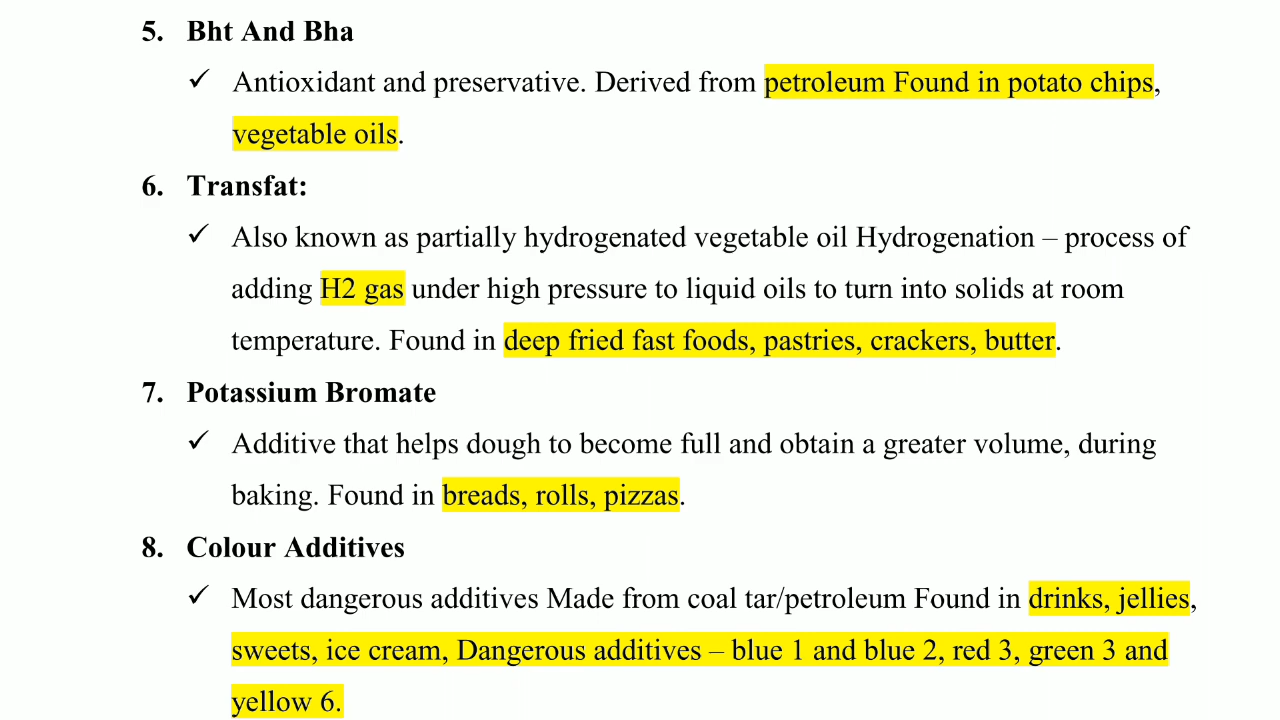 5. Bht And Bha
✓ Antioxidant and preservative. Derived from petroleum Found in potato chips,
vegetable oils.
6. Transfat:
✓ Also known as partially hydrogenated vegetable oil Hydrogenation – process of
adding H2 gas under high pressure to liquid oils to turn into solids at room
temperature. Found in deep fried fast foods, pastries, crackers, butter.
7. Potassium Bromate
✓ Additive that helps dough to become full and obtain a greater volume, during
baking. Found in breads, rolls, pizzas.
8. Colour Additives
✓ Most dangerous additives Made from coal tar/petroleum Found in drinks, jellies,
sweets, ice cream, Dangerous additives – blue 1 and blue 2, red 3, green 3 and
yellow 6.